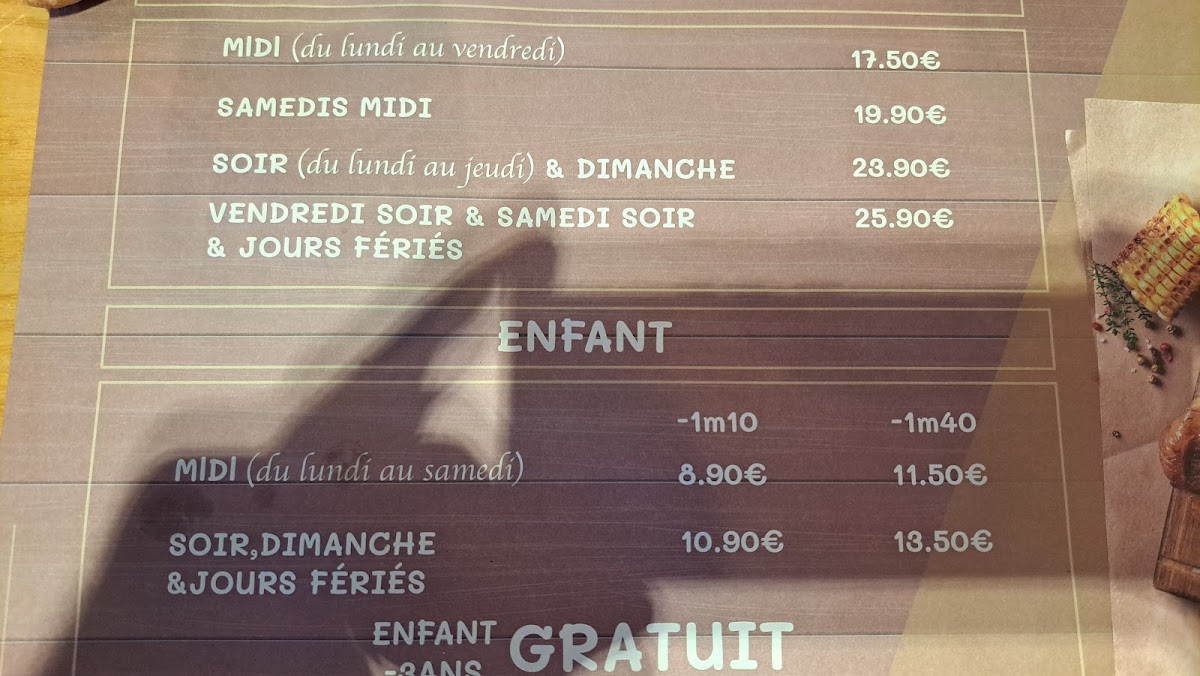 MIDI (du lundi au vendredi) 17.50€
SAMEDIS MIDI 19.90€
SOIR (du lundi au jeudi) & DIMANCHE 23.90€
VENDREDI SOIR & SAMEDI SOIR 25.90€
& JOURS FÉRIÉS
ENFANT
-1m10 -1m40
MIDI (du lundi au samedi) 8.90€ 11.50€
SOIR,DIMANCHE 10.90€ 13.50€
&JOURS FÉRIÉS
ENFANT GRATUIT
-3ANS